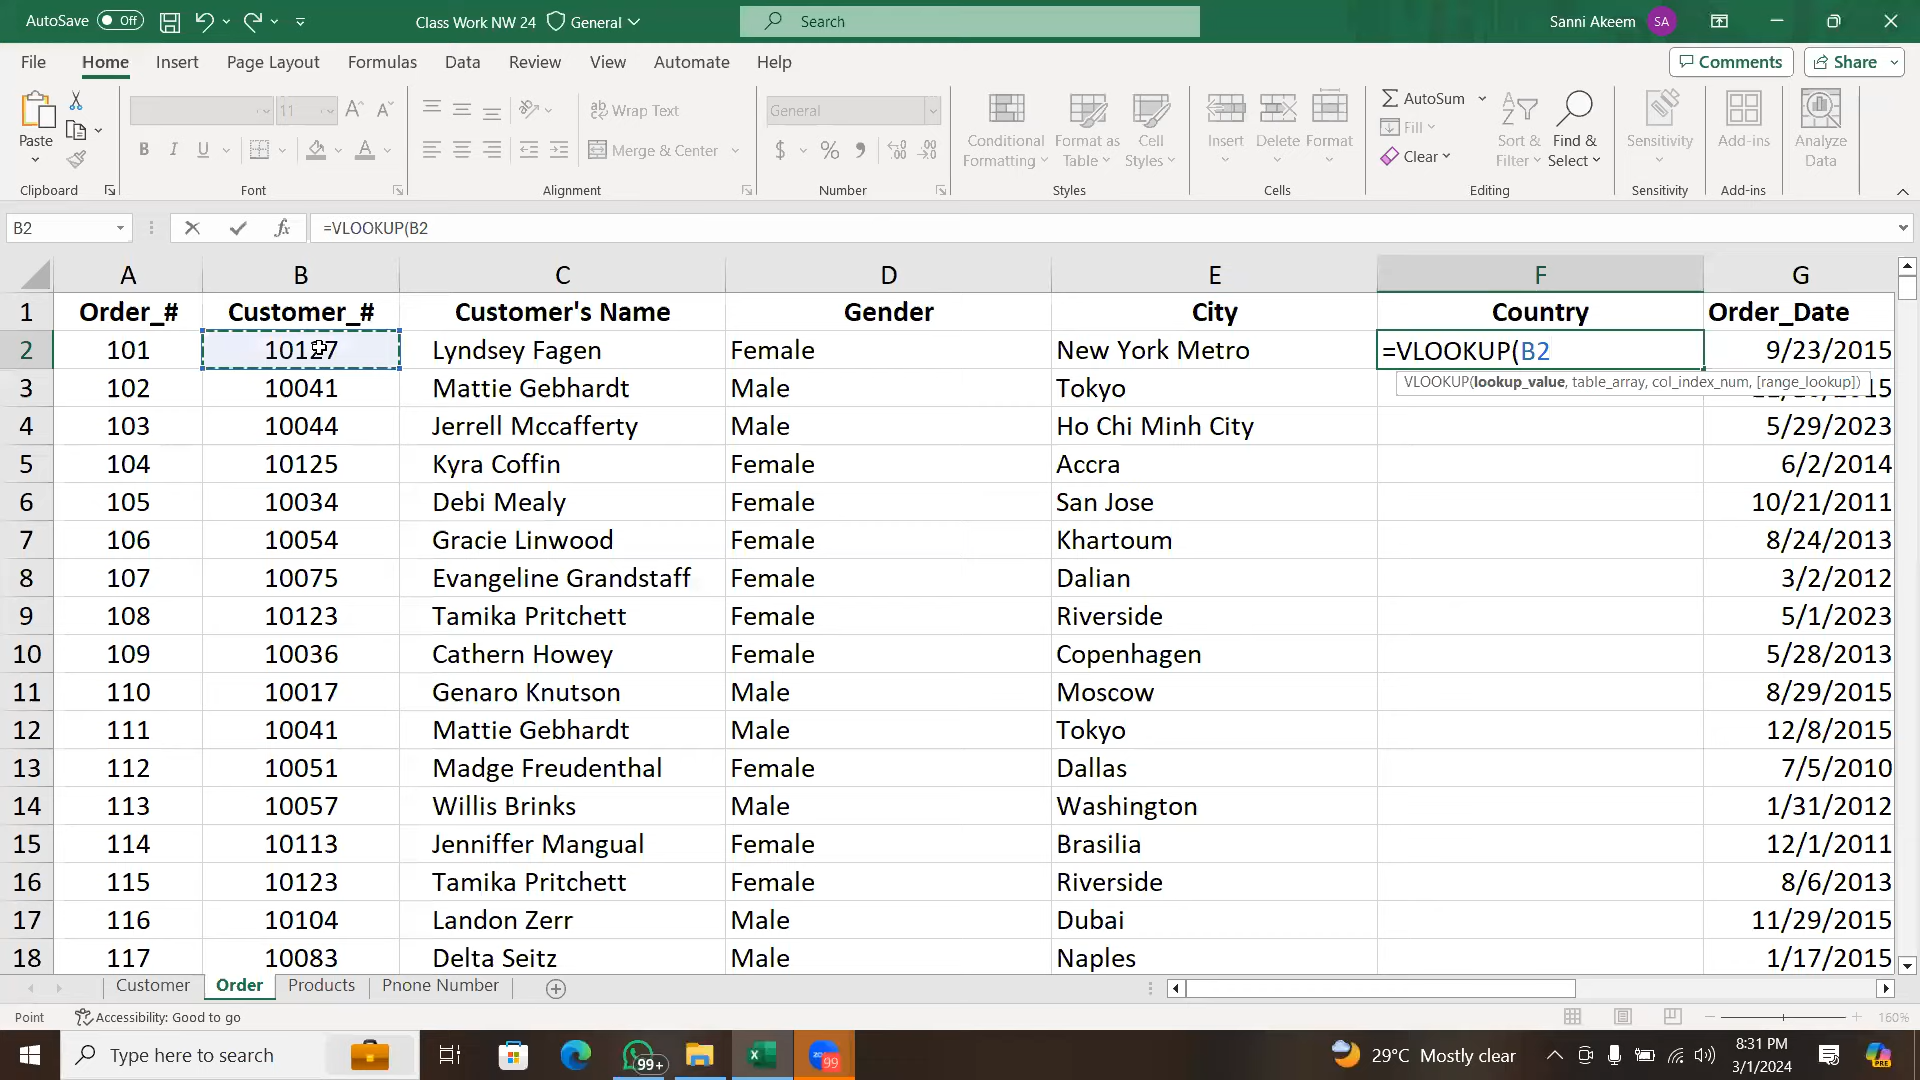 AutoSave Off Class Work NW 24 General Search Sanni Akeem SA
File Home Insert Page Layout Formulas Data Review View Automate Help Comments Share
Paste
Clipboard
11
B I U
Font
ab Wrap Text
Merge & Center
Alignment
General
$ % 9
Number
Conditional Formatting
Format as Table
Cell Styles
Styles
Insert
Delete
Format
Cells
AutoSum
Fill
Clear
Sort & Filter
Find & Select
Editing
Sensitivity
Sensitivity
Add-ins
Add-ins
Analyze Data
B2 fx =VLOOKUP(B2
A B C D E F G
1 Order_# Customer_# Customer's Name Gender City Country Order_Date
2 101 10127 Lyndsey Fagen Female New York Metro =VLOOKUP(B2 9/23/2015
VLOOKUP(lookup_value, table_array, col_index_num, [range_lookup])
3 102 10041 Mattie Gebhardt Male Tokyo
4 103 10044 Jerrell Mccafferty Male Ho Chi Minh City 5/29/2023
5 104 10125 Kyra Coffin Female Accra 6/2/2014
6 105 10034 Debi Mealy Female San Jose 10/21/2011
7 106 10054 Gracie Linwood Female Khartoum 8/24/2013
8 107 10075 Evangeline Grandstaff Female Dalian 3/2/2012
9 108 10123 Tamika Pritchett Female Riverside 5/1/2023
10 109 10036 Cathern Howey Female Copenhagen 5/28/2013
11 110 10017 Genaro Knutson Male Moscow 8/29/2015
12 111 10041 Mattie Gebhardt Male Tokyo 12/8/2015
13 112 10051 Madge Freudenthal Female Dallas 7/5/2010
14 113 10057 Willis Brinks Male Washington 1/31/2012
15 114 10113 Jenniffer Mangual Female Brasilia 12/1/2011
16 115 10123 Tamika Pritchett Female Riverside 8/6/2013
17 116 10104 Landon Zerr Male Dubai 11/29/2015
18 117 10083 Delta Seitz Male Naples 1/17/2015
Customer Order Products Pnone Number
Point Accessibility: Good to go 160%
Type here to search 99+ 99 29°C Mostly clear 8:31 PM
3/1/2024
PRE